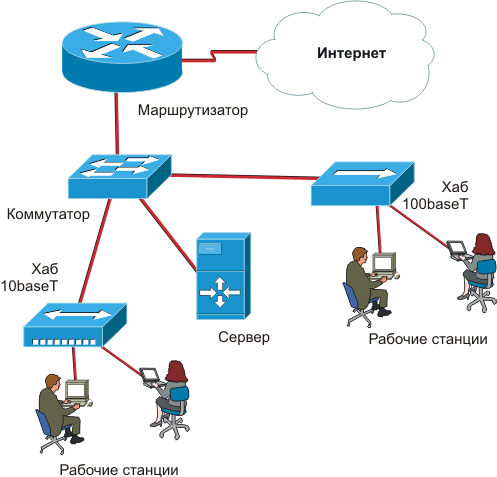 Интернет
Маршрутизатор
Хаб
100baseT
Коммутатор
Хаб
10baseT
Сервер
Рабочие станции
Рабочие станции